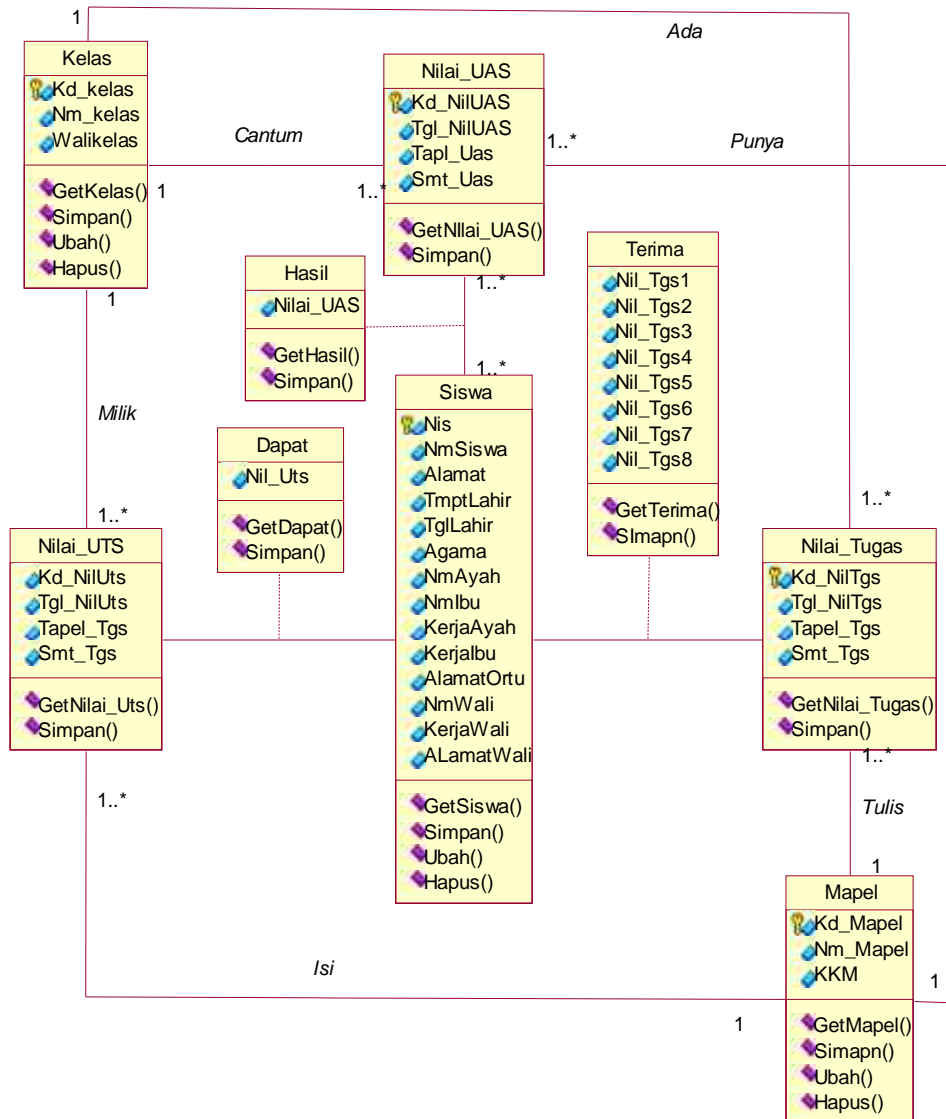 1
Ada
Kelas
Kd_kelas
Nm_kelas
Walikelas
GetKelas()
Simpan()
Ubah()
Hapus()
1
1
Cantum
1..*
Nilai_UAS
Kd_NilUAS
Tgl_NilUAS
Tapl_Uas
Smt_Uas
GetNIlai_UAS()
Simpan()
1..*
Punya
1..*
Hasil
Nilai_UAS
GetHasil()
Simpan()
Terima
Nil_Tgs1
Nil_Tgs2
Nil_Tgs3
Nil_Tgs4
Nil_Tgs5
Nil_Tgs6
Nil_Tgs7
Nil_Tgs8
GetTerima()
SImapn()
1..*
Siswa
Nis
NmSiswa
Alamat
TmptLahir
TglLahir
Agama
NmAyah
NmIbu
KerjaAyah
KerjaIbu
AlamatOrtu
NmWali
KerjaWali
ALamatWali
GetSiswa()
Simpan()
Ubah()
Hapus()
Milik
Dapat
Nil_Uts
GetDapat()
Simpan()
1..*
Nilai_UTS
Kd_NilUts
Tgl_NilUts
Tapel_Tgs
Smt_Tgs
GetNilai_Uts()
Simpan()
1..*
1..*
Nilai_Tugas
Kd_NilTgs
Tgl_NilTgs
Tapel_Tgs
Smt_Tgs
GetNilai_Tugas()
Simpan()
1..*
Tulis
1
Mapel
Kd_Mapel
Nm_Mapel
KKM
GetMapel()
Simapn()
Ubah()
Hapus()
Isi
1
1